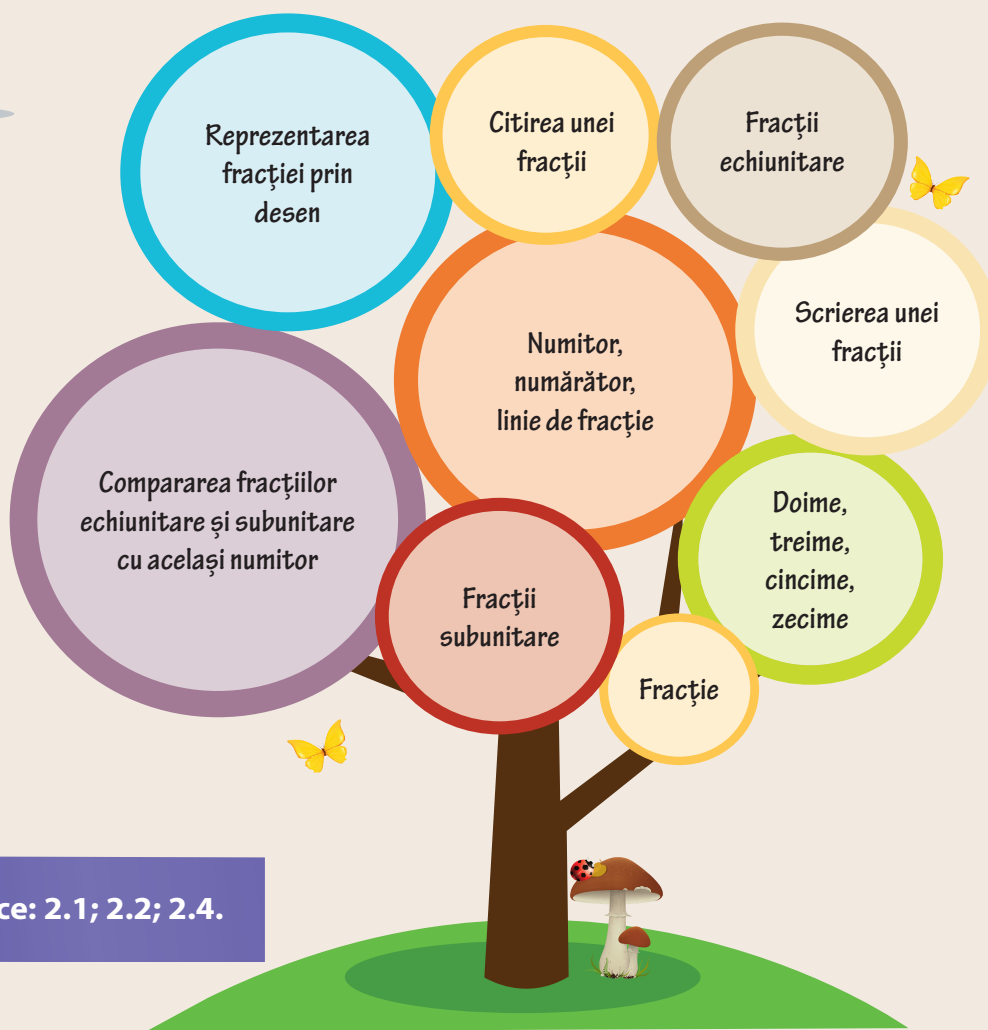 Reprezentarea
fracției prin
desen
Citirea unei
fracții
Fracții
echiunitare
Scrierea unei
fracții
Numitor,
numărător,
linie de fracție
Compararea fracțiilor
echiunitare și subunitare
cu același numitor
Doime,
treime,
cincime,
zecime
Fracții
subunitare
Fracție
ce: 2.1; 2.2; 2.4.